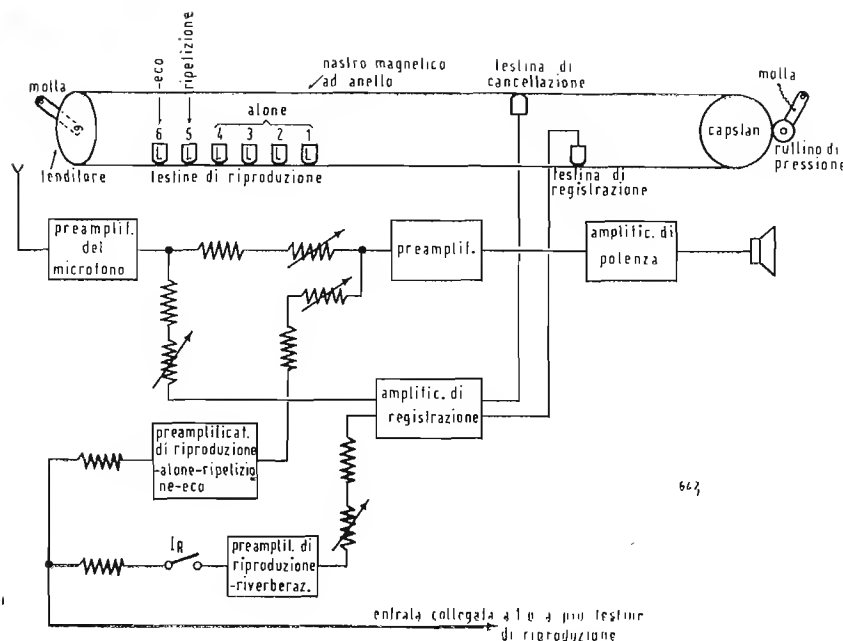 nastro magnetico
ad anello
testina di
cancellazione
molla
-eco
ripetizione
alone
molla
6 5 4 3 2 1
L L L L L L
capstan
rullino di
pressione
tenditore
testine di riproduzione
testina di
registrazione
preamplif.
del
microfono
preamplif.
amplific. di
potenza
amplific. di
registrazione
preamplificat.
di riproduzione
-alone-ripetizio
ne-eco
IR
preamplif. di
riproduzione
-riverberaz.
entrata collegata a 1 o a più testine
di riproduzione